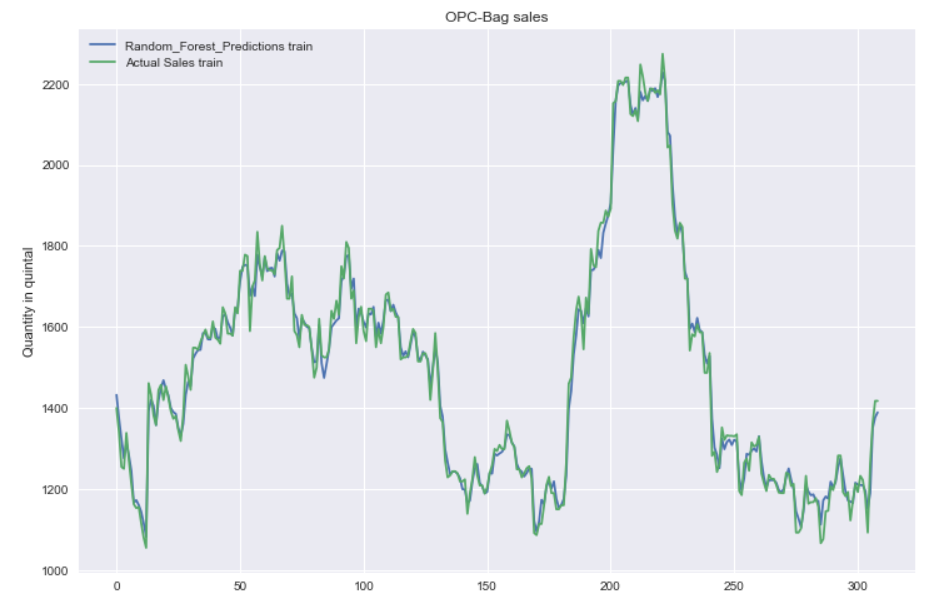 OPC-Bag sales
Random_Forest_Predictions train
Actual Sales train
Quantity in quintal
2200
2000
1800
1600
1400
1200
1000
0 50 100 150 200 250 300